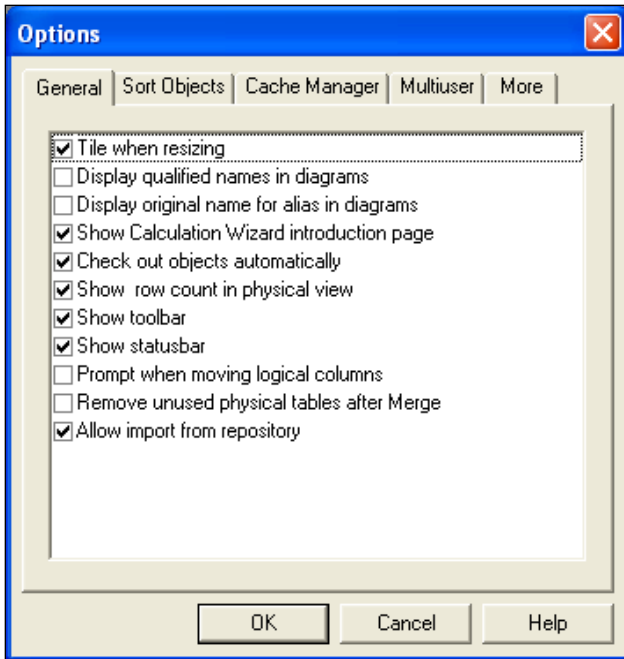 Options
General Sort Objects Cache Manager Multiuser More
Tile when resizing
Display qualified names in diagrams
Display original name for alias in diagrams
Show Calculation Wizard introduction page
Check out objects automatically
Show row count in physical view
Show toolbar
Show statusbar
Prompt when moving logical columns
Remove unused physical tables after Merge
Allow import from repository
OK Cancel Help